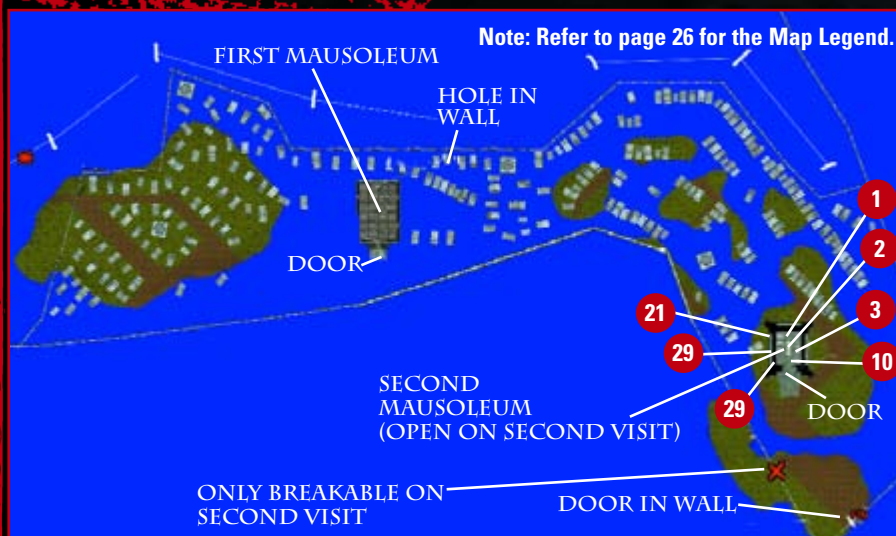 Note: Refer to page 26 for the Map Legend.
FIRST MAUSOLEUM
HOLE IN
WALL
DOOR
1
2
3
21
29
10
29
SECOND
MAUSOLEUM
(OPEN ON SECOND VISIT)
DOOR
ONLY BREAKABLE ON
SECOND VISIT
DOOR IN WALL